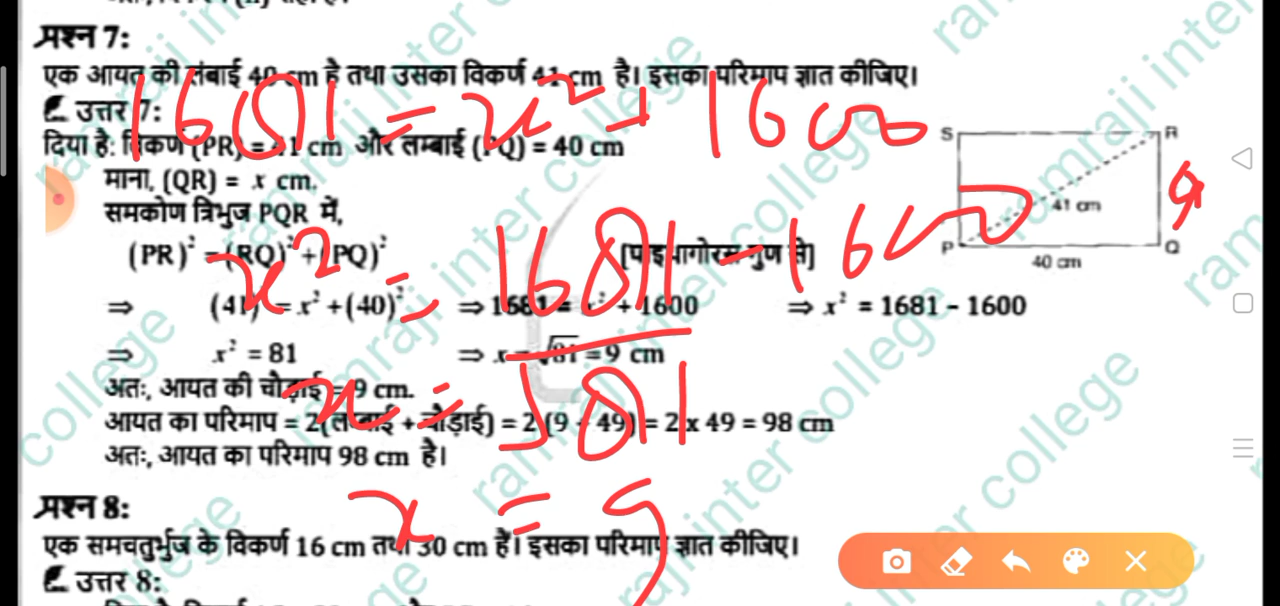 प्रश्न 7:
एक आयत की लंबाई 40 cm है तथा उसका विकर्ण 41 cm है। इसका परिमाप ज्ञात कीजिए।
1681 = x² + 1600
उत्तर 7:
दिया है: विकर्ण (PR) = 41 cm और लम्बाई (PQ) = 40 cm
माना, (QR) = x cm.
समकोण त्रिभुज PQR में,
(PR)² = (RQ)² + (PQ)² [पाइथागोरस गुण से]
x² = 1681 - 1600
⇒ (41)² = x² + (40)² ⇒ 1681 = x² + 1600 ⇒ x² = 1681 - 1600
⇒ x² = 81 ⇒ x = √81 = 9 cm
अतः, आयत की चौड़ाई = 9 cm.
x = √81
आयत का परिमाप = 2(लम्बाई + चौड़ाई) = 2 (9 + 49) = 2 x 49 = 98 cm
अतः, आयत का परिमाप 98 cm है।
x = 9
S R
41 cm
9
P Q
40 cm
प्रश्न 8:
एक समचतुर्भुज के विकर्ण 16 cm तथा 30 cm हैं। इसका परिमाप ज्ञात कीजिए।
उत्तर 8:
ramraji inter college